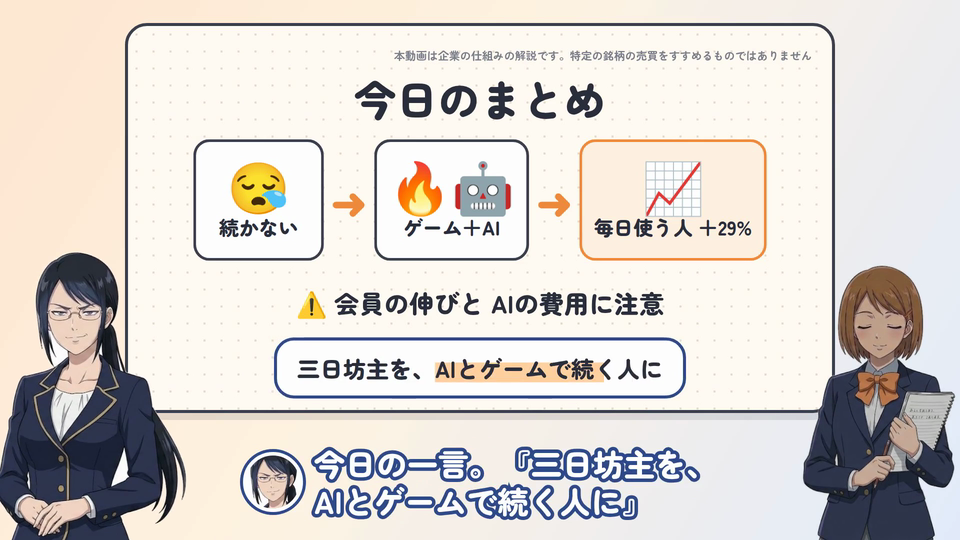 本動画は企業の仕組みの解説です。特定の銘柄の売買をすすめるものではありません
今日のまとめ
続かない
ゲーム＋AI
毎日使う人 ＋29%
会員の伸びと AIの費用に注意
三日坊主を、AIとゲームで続く人に
今日の一言。『三日坊主を、
AIとゲームで続く人に』